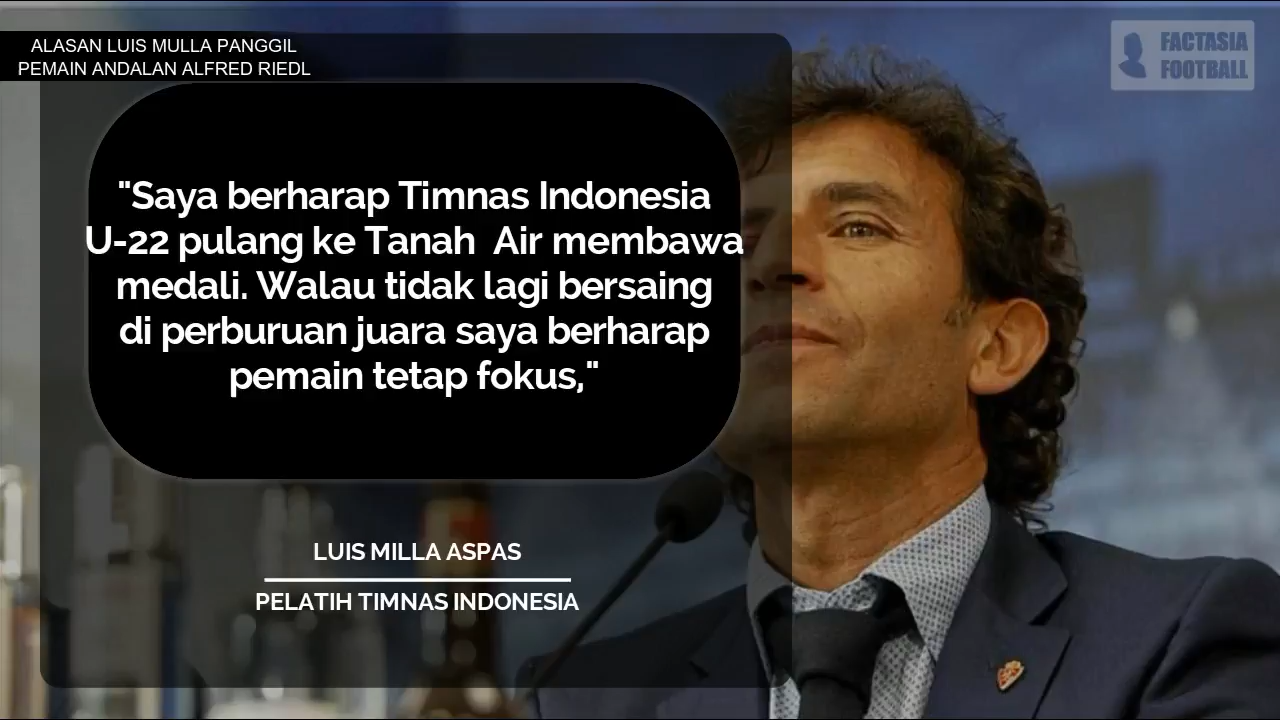 ALASAN LUIS MULLA PANGGIL
PEMAIN ANDALAN ALFRED RIEDL
FACTASIA
FOOTBALL
"Saya berharap Timnas Indonesia
U-22 pulang ke Tanah  Air membawa
medali. Walau tidak lagi bersaing
di perburuan juara saya berharap
pemain tetap fokus,"
LUIS MILLA ASPAS
PELATIH TIMNAS INDONESIA